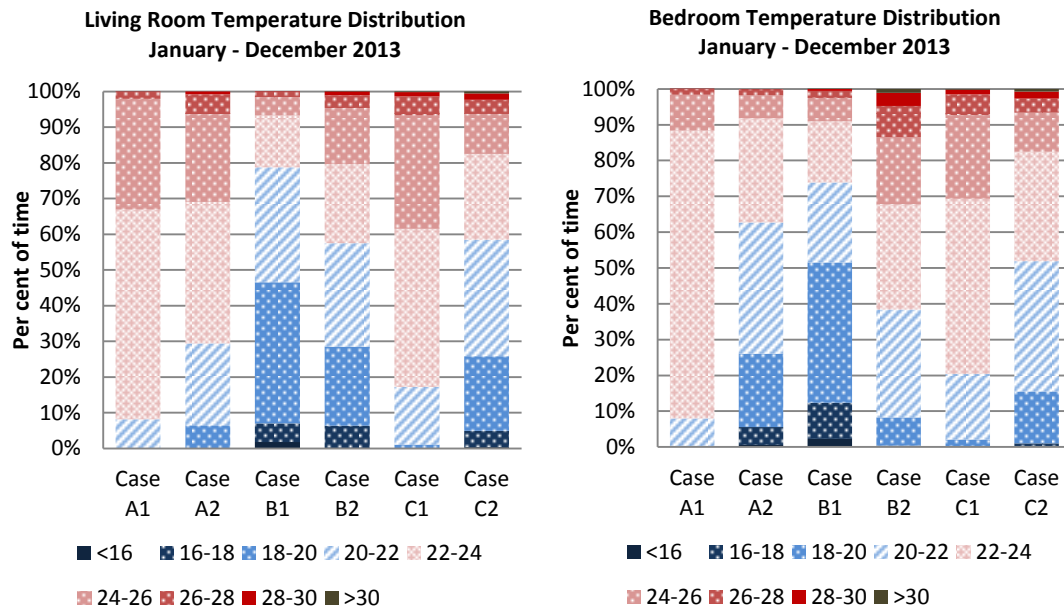 Living Room Temperature Distribution
January - December 2013
Per cent of time
100%
90%
80%
70%
60%
50%
40%
30%
20%
10%
0%
Case Case Case Case Case Case
A1 A2 B1 B2 C1 C2
<16 16-18 18-20 20-22 22-24
24-26 26-28 28-30 >30
Bedroom Temperature Distribution
January - December 2013
Per cent of time
100%
90%
80%
70%
60%
50%
40%
30%
20%
10%
0%
Case Case Case Case Case Case
A1 A2 B1 B2 C1 C2
<16 16-18 18-20 20-22 22-24
24-26 26-28 28-30 >30